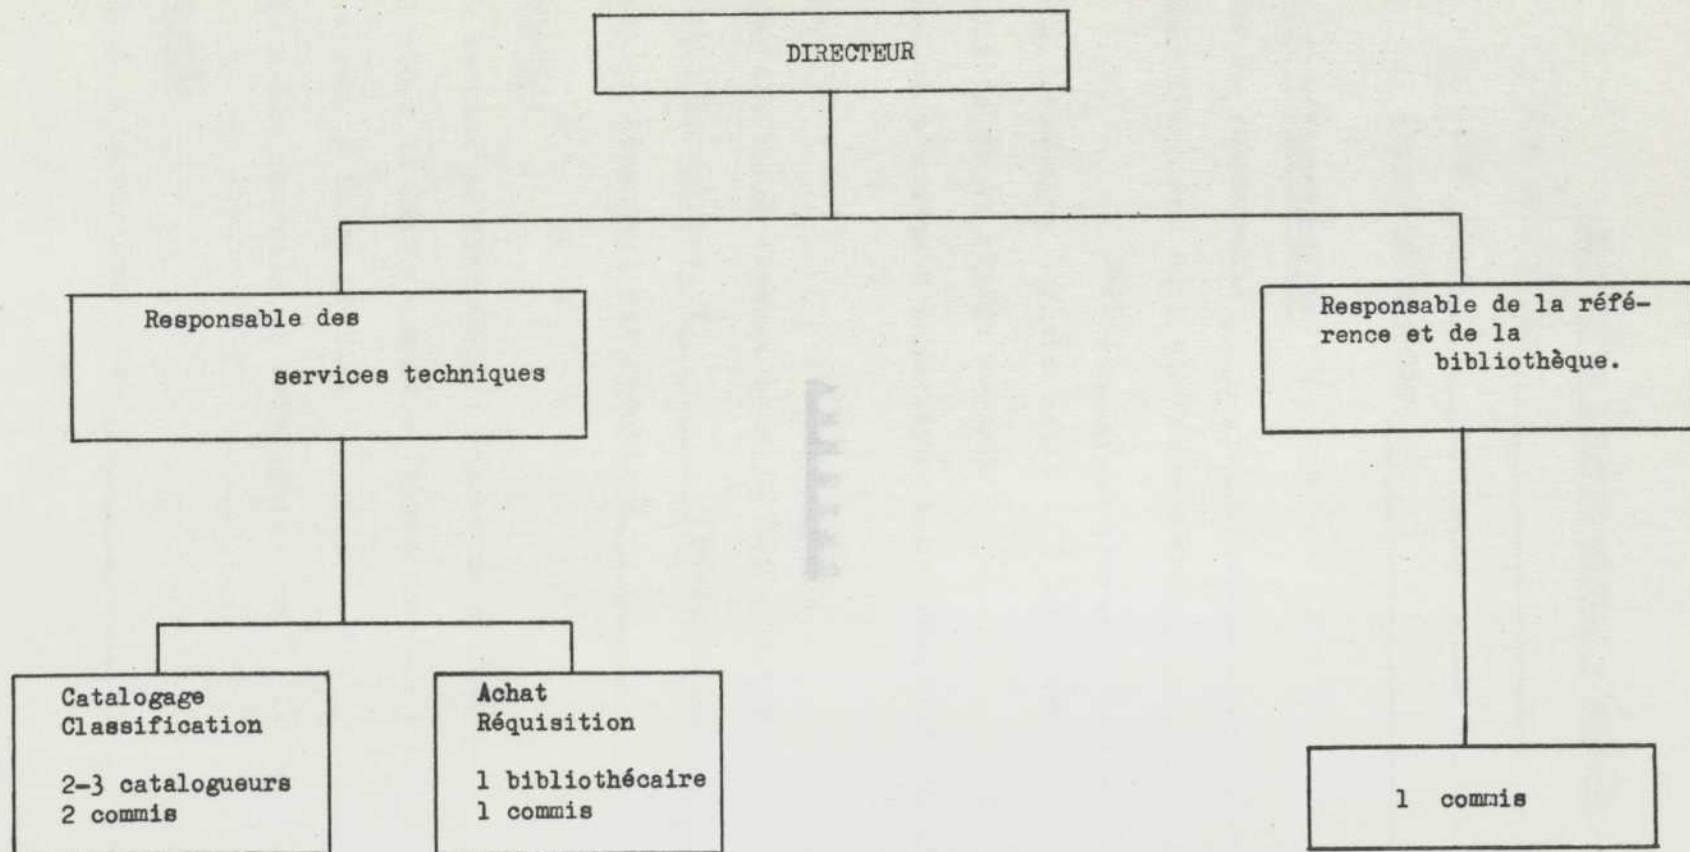 DIRECTEUR
Responsable des
services techniques
Responsable de la réfé-
rence et de la
bibliothèque.
Catalogage
Classification
2-3 catalogueurs
2 commis
Achat
Réquisition
1 bibliothécaire
1 commis
1 commis